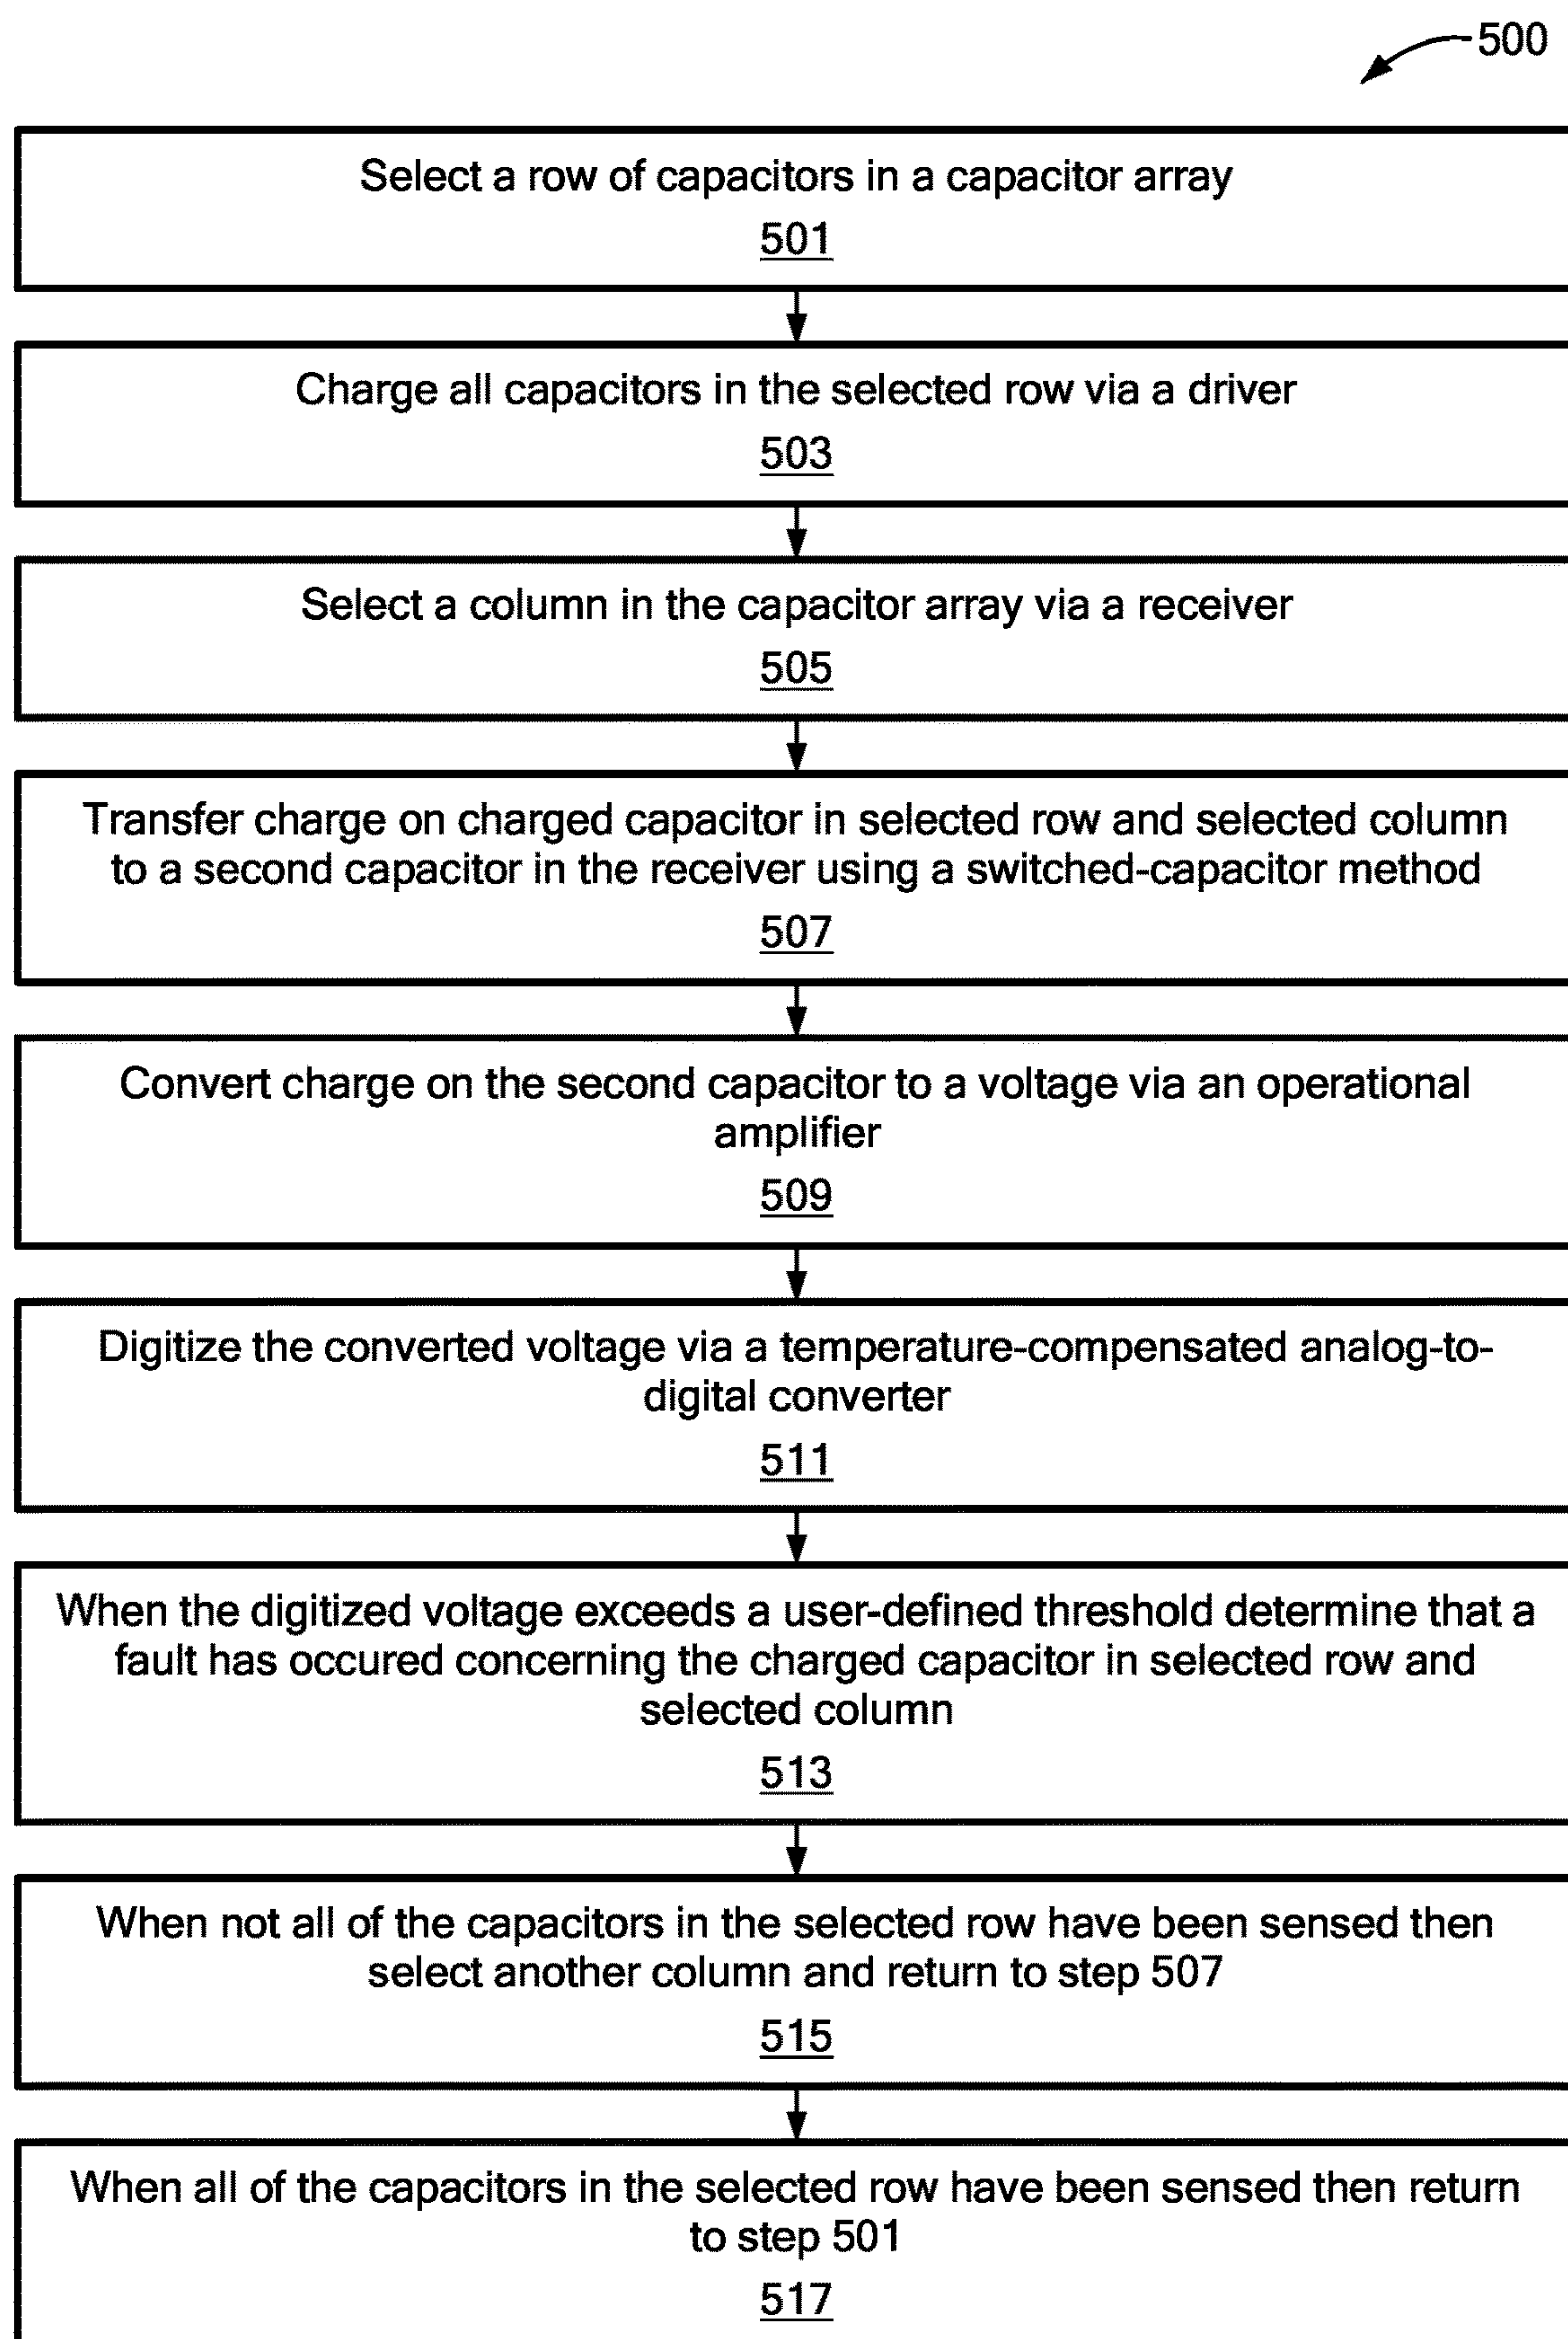 500
Select a row of capacitors in a capacitor array
501
Charge all capacitors in the selected row via a driver
503
Select a column in the capacitor array via a receiver
505
Transfer charge on charged capacitor in selected row and selected column
to a second capacitor in the receiver using a switched-capacitor method
507
Convert charge on the second capacitor to a voltage via an operational
amplifier
509
Digitize the converted voltage via a temperature-compensated analog-to-
digital converter
511
When the digitized voltage exceeds a user-defined threshold determine that a
fault has occured concerning the charged capacitor in selected row and
selected column
513
When not all of the capacitors in the selected row have been sensed then
select another column and return to step 507
515
When all of the capacitors in the selected row have been sensed then return
to step 501
517